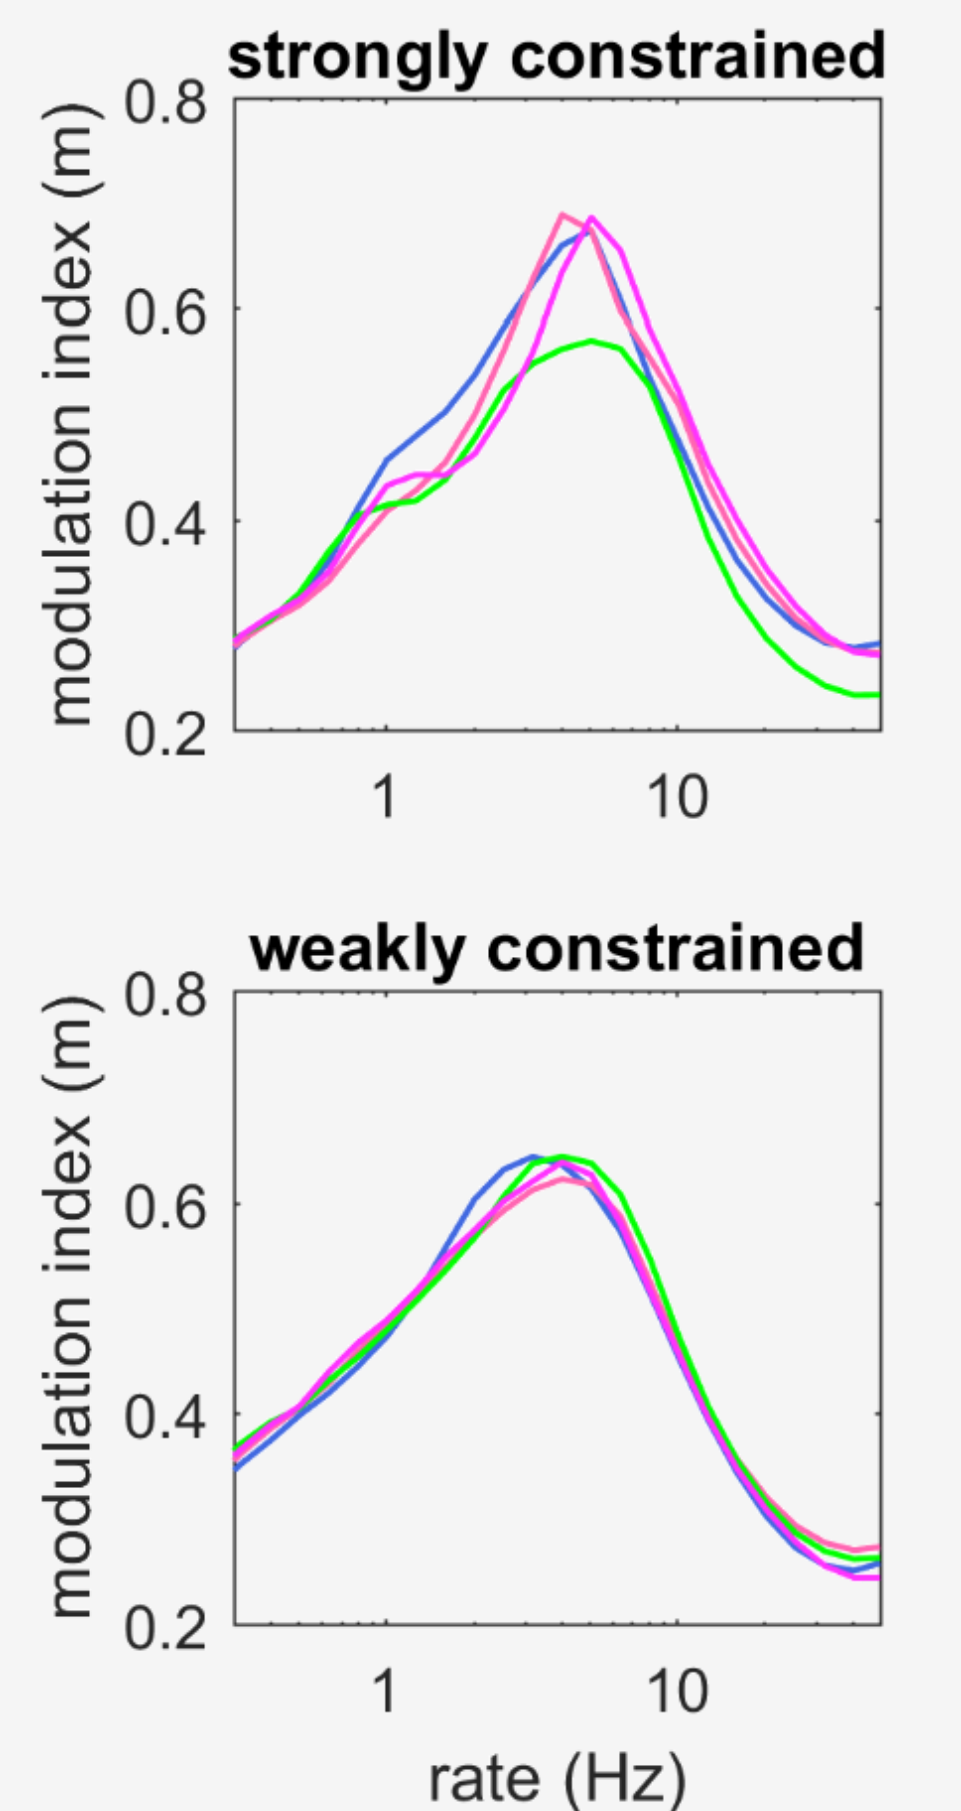 strongly constrained
modulation index (m)
0.8
0.6
0.4
0.2
1 10
weakly constrained
modulation index (m)
0.8
0.6
0.4
0.2
1 10
rate (Hz)